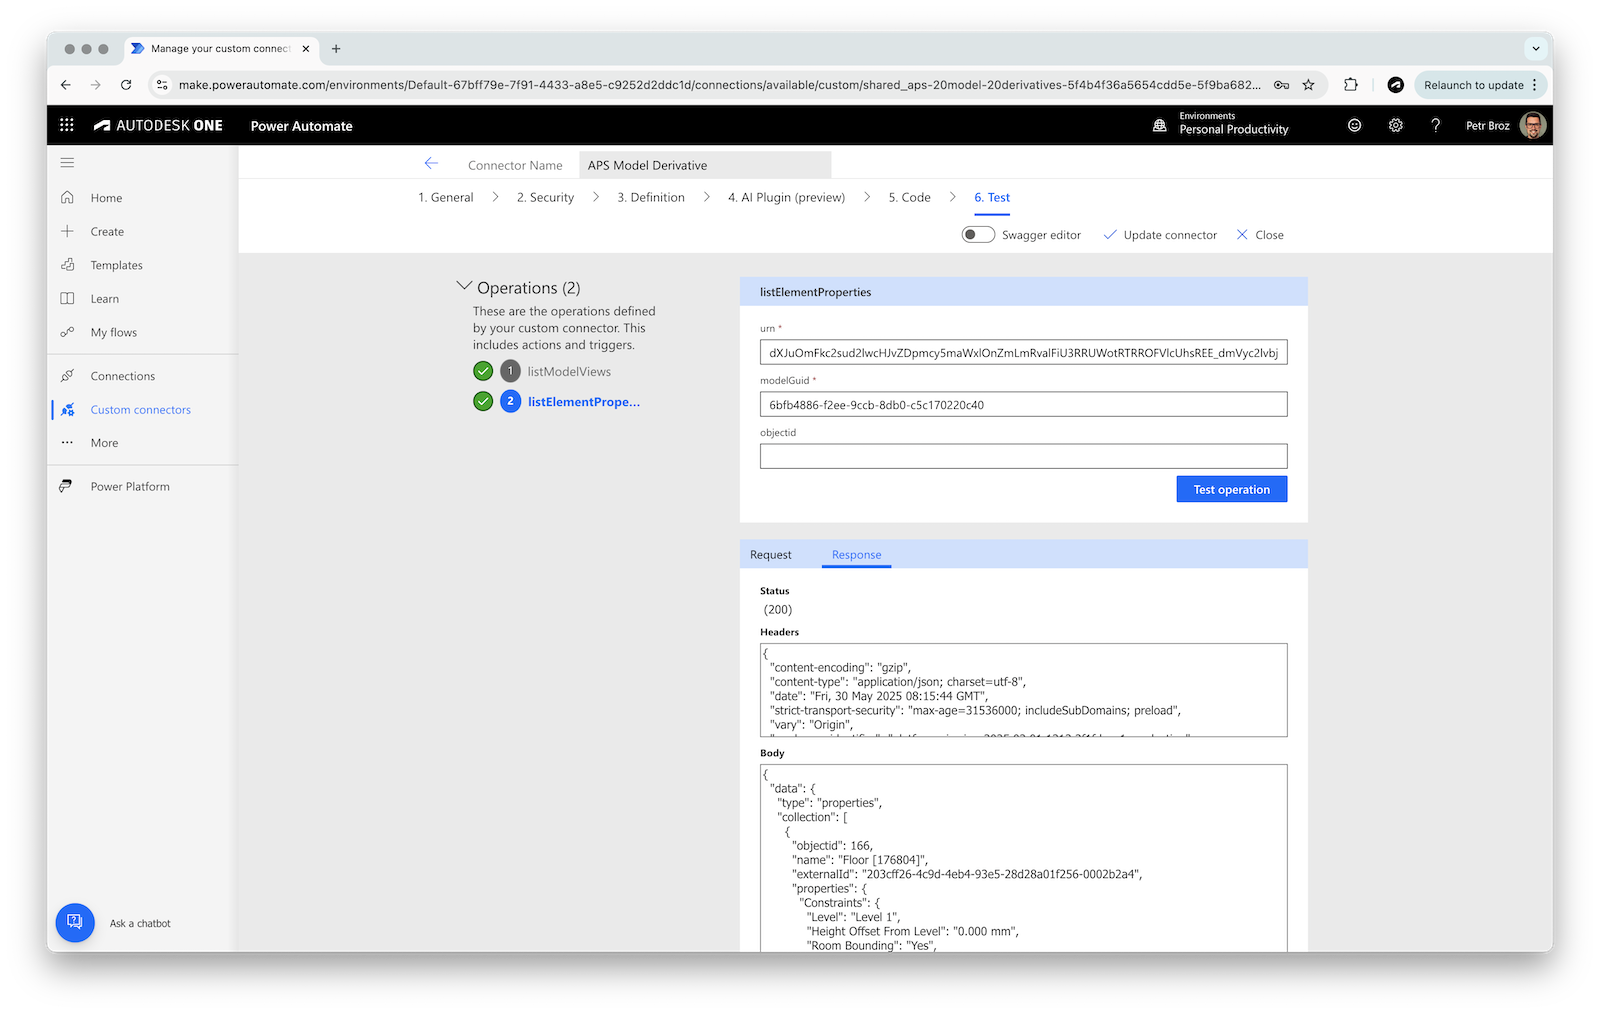 Manage your custom connect
make.powerautomate.com/environments/Default-67bff79e-7f91-4433-a8e5-c9252d2ddc1d/connections/available/custom/shared_aps-20model-20derivatives-5f4b4f36a5654cdd5e-5f9ba682...
Relaunch to update
AUTODESK ONE
Power Automate
Environments
Personal Productivity
Petr Broz
Connector Name
APS Model Derivative
1. General
2. Security
3. Definition
4. AI Plugin (preview)
5. Code
6. Test
Swagger editor
Update connector
Close
Home
Create
Templates
Learn
My flows
Connections
Custom connectors
More
Power Platform
Ask a chatbot
Operations (2)
These are the operations defined
by your custom connector. This
includes actions and triggers.
1 listModelViews
2 listElementPrope...
listElementProperties
urn *
dXJuOmFkc2sud2lwcHJvZDpmcy5maWxlOnZmLmRvalFiU3RRUWotRTRROFVlcUhsREE_dmVyc2lvbj
modelGuid *
6bfb4886-f2ee-9ccb-8db0-c5c170220c40
objectid
Test operation
Request
Response
Status
(200)
Headers
{
"content-encoding": "gzip",
"content-type": "application/json; charset=utf-8",
"date": "Fri, 30 May 2025 08:15:44 GMT",
"strict-transport-security": "max-age=31536000; includeSubDomains; preload",
"vary": "Origin",
Body
{
"data": {
"type": "properties",
"collection": [
{
"objectid": 166,
"name": "Floor [176804]",
"externalId": "203cff26-4c9d-4eb4-93e5-28d28a01f256-0002b2a4",
"properties": {
"Constraints": {
"Level": "Level 1",
"Height Offset From Level": "0.000 mm",
"Room Bounding": "Yes",